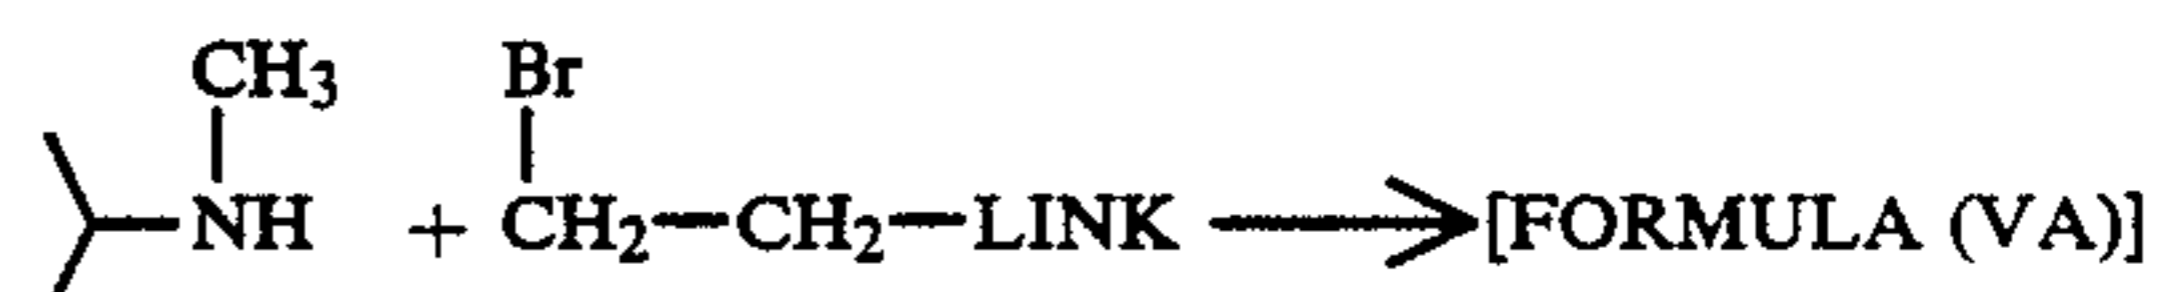 CH3 Br
NH + CH2—CH2—LINK ⟶ [FORMULA (VA)]